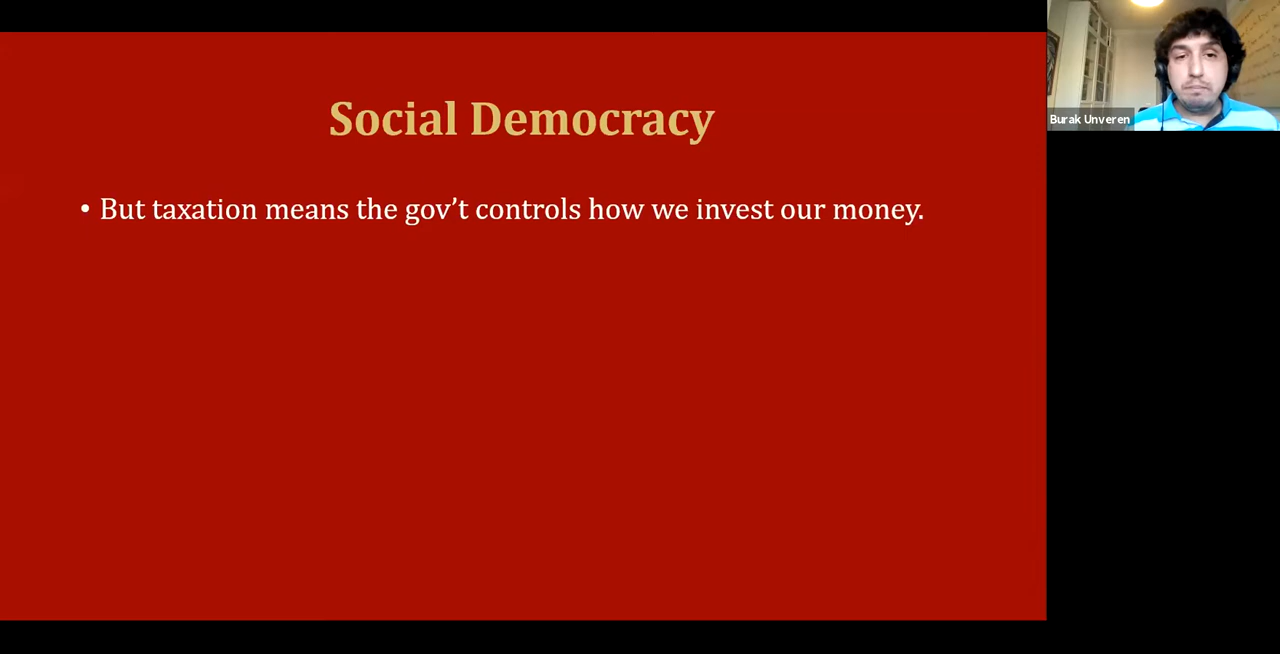 Social Democracy
• But taxation means the gov’t controls how we invest our money.
Burak Unveren